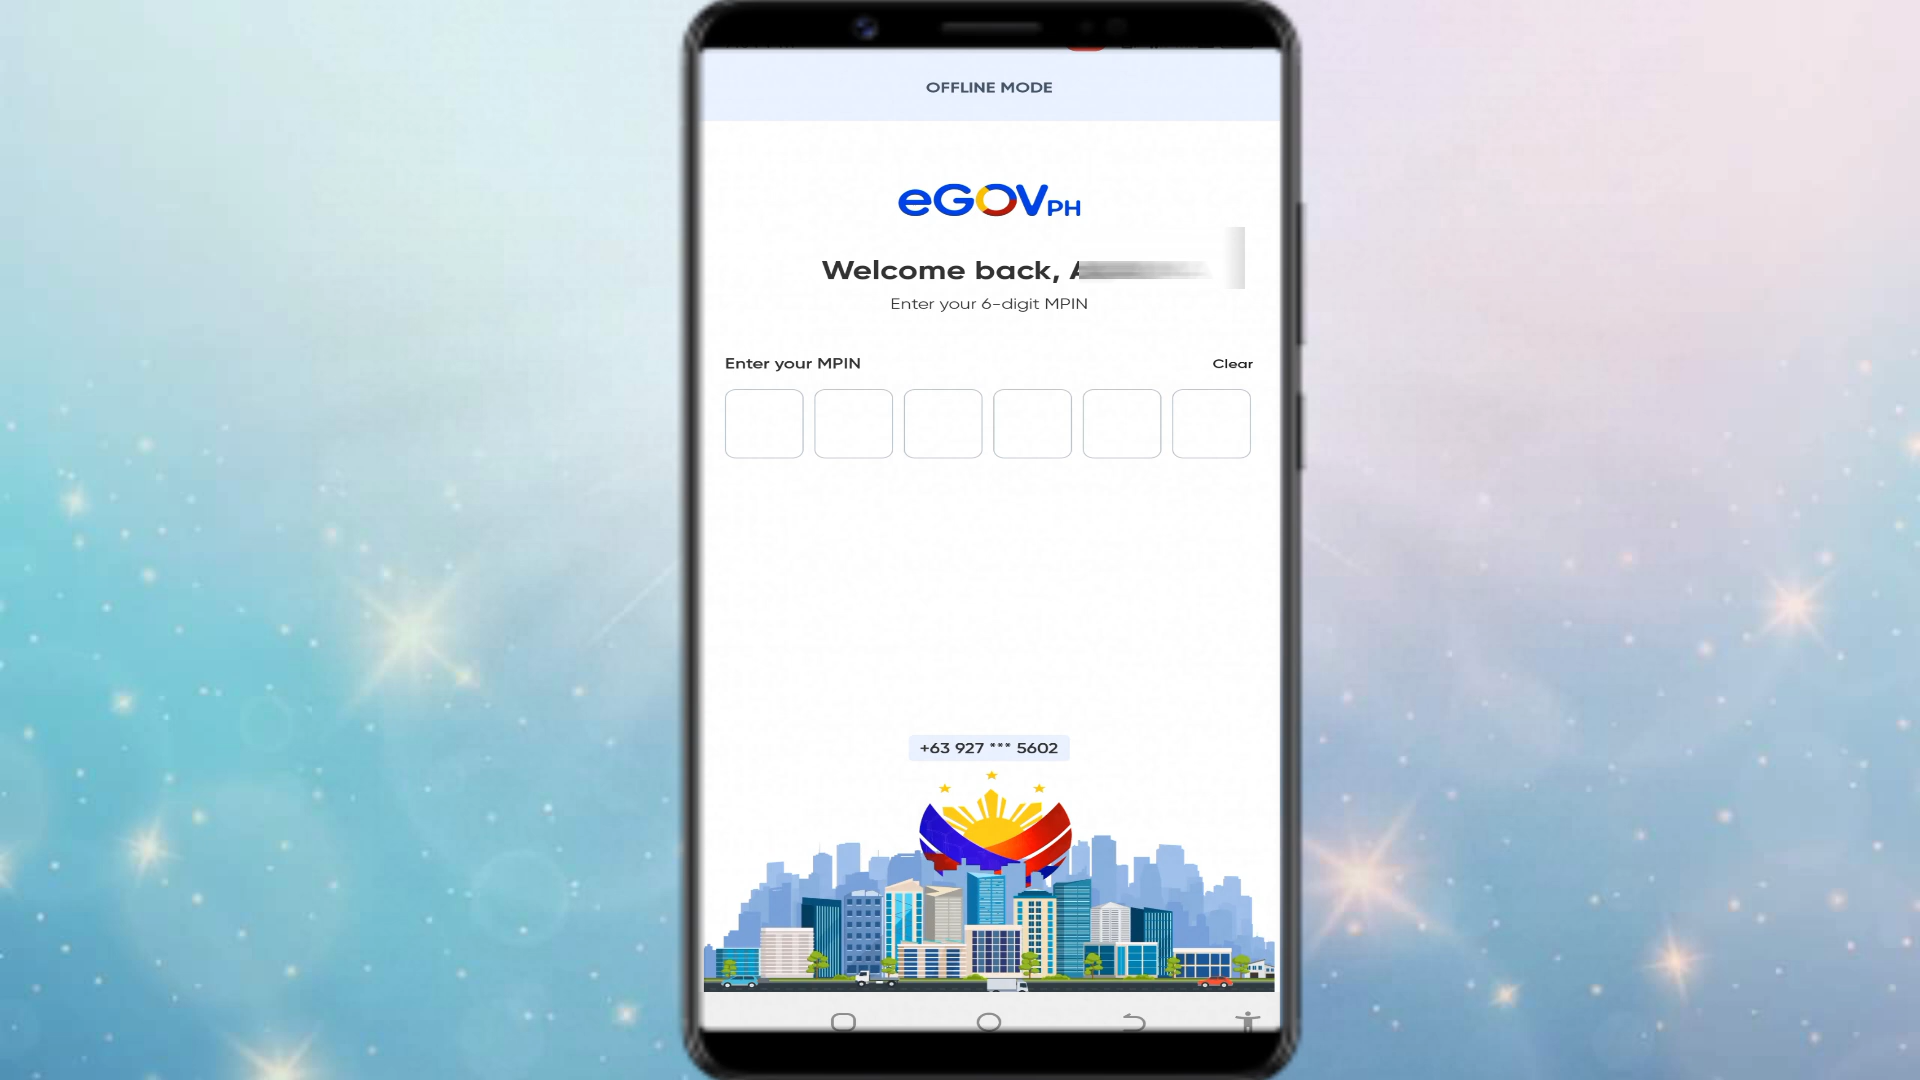 OFFLINE MODE
eGOVPH
Welcome back,
Enter your 6-digit MPIN
Enter your MPIN
Clear
+63 927 *** 5602